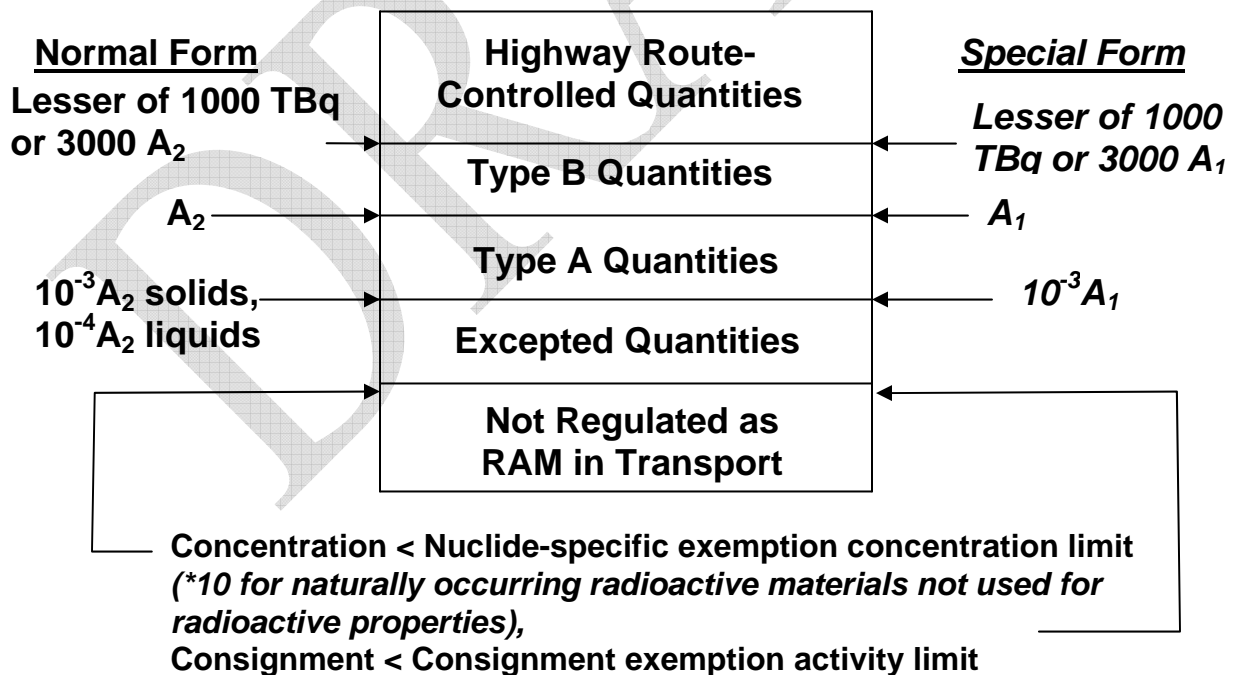 Normal Form
Lesser of 1000 TBq
or 3000 A₂
A₂
10⁻³A₂ solids,
10⁻⁴A₂ liquids
Highway Route-
Controlled Quantities
Type B Quantities
Type A Quantities
Excepted Quantities
Not Regulated as
RAM in Transport
Special Form
Lesser of 1000
TBq or 3000 A₁
A₁
10⁻³A₁
Concentration < Nuclide-specific exemption concentration limit
(*10 for naturally occurring radioactive materials not used for
radioactive properties),
Consignment < Consignment exemption activity limit